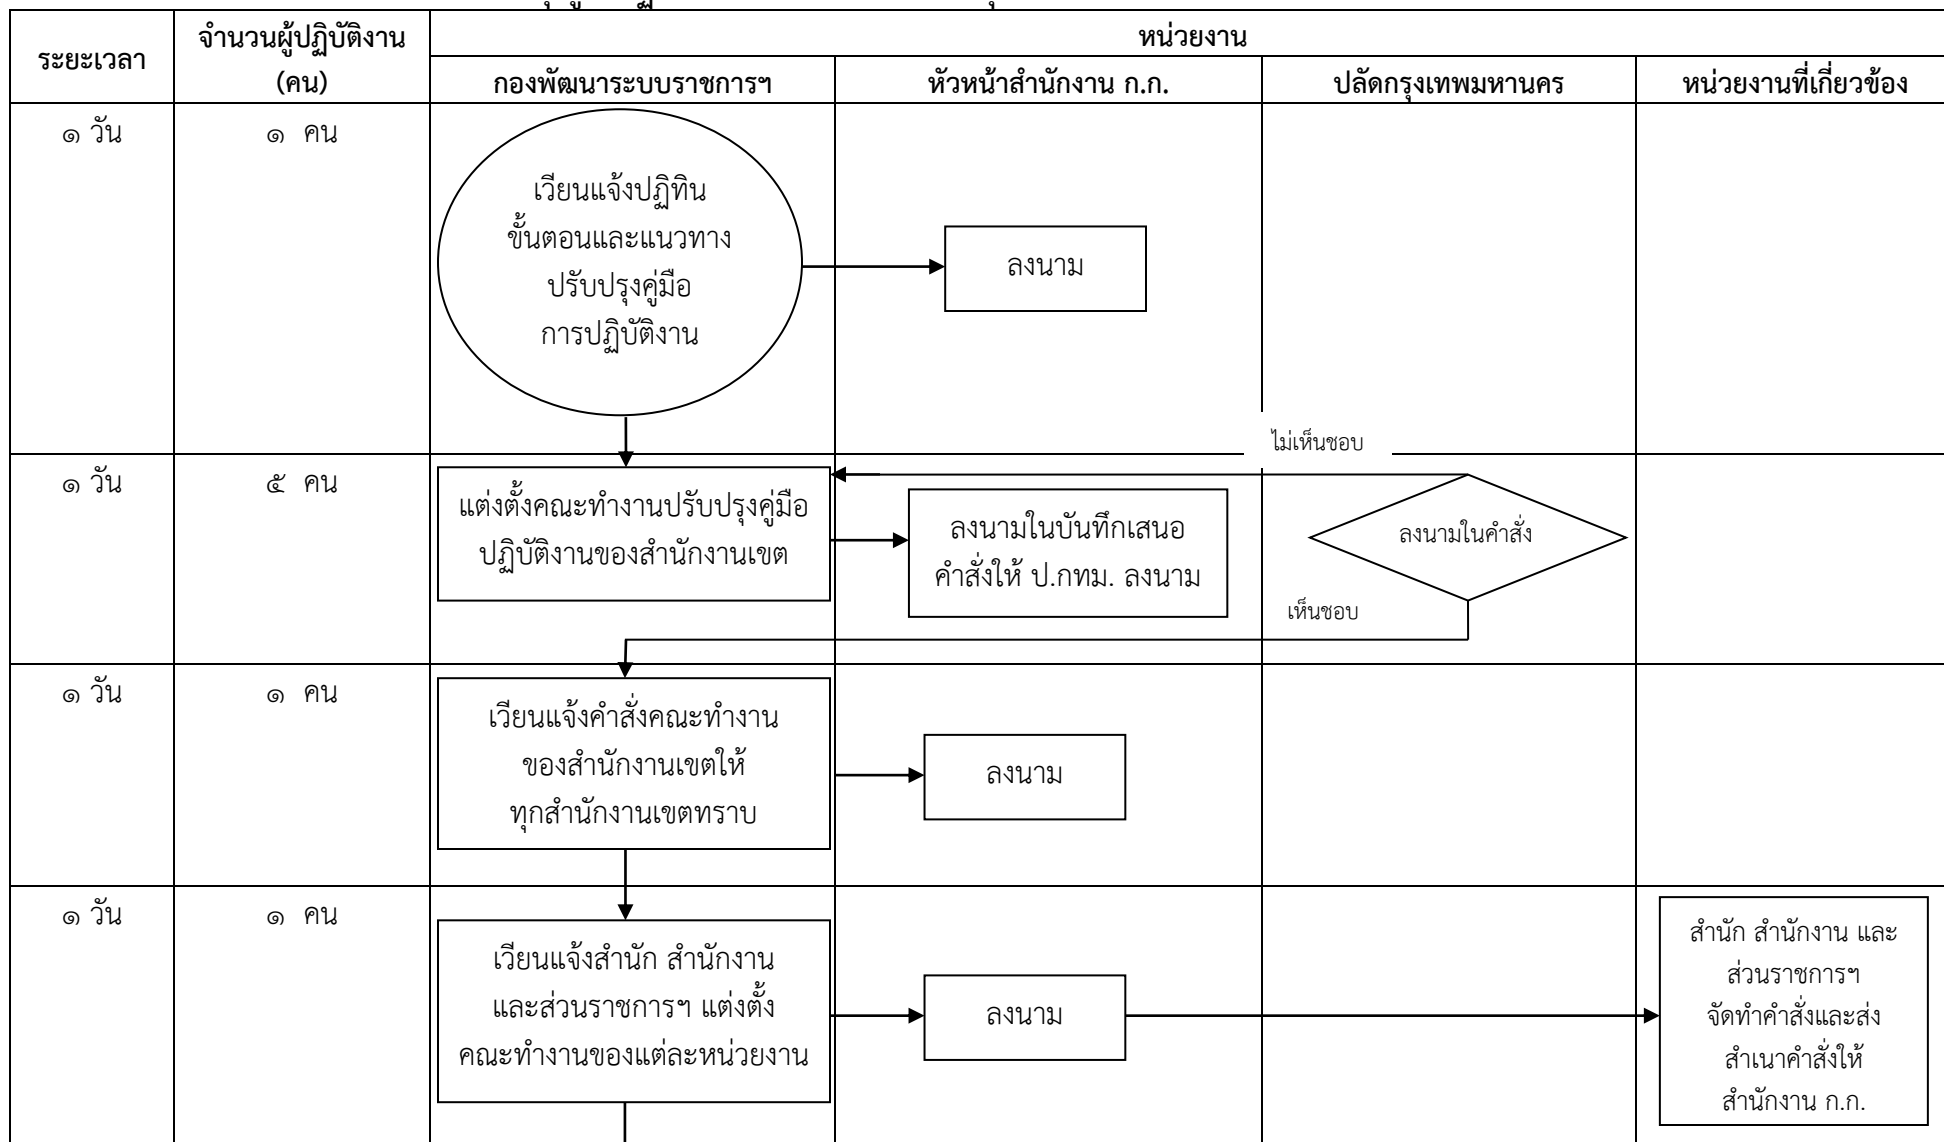 ระยะเวลา
จำนวนผู้ปฏิบัติงาน
(คน)
หน่วยงาน
กองพัฒนาระบบราชการฯ
หัวหน้าสำนักงาน ก.ก.
ปลัดกรุงเทพมหานคร
หน่วยงานที่เกี่ยวข้อง
๑ วัน
๑ คน
เวียนแจ้งปฏิทิน
ขั้นตอนและแนวทาง
ปรับปรุงคู่มือ
การปฏิบัติงาน
ลงนาม
ไม่เห็นชอบ
๑ วัน
๕ คน
แต่งตั้งคณะทำงานปรับปรุงคู่มือ
ปฏิบัติงานของสำนักงานเขต
ลงนามในบันทึกเสนอ
คำสั่งให้ ป.กทม. ลงนาม
ลงนามในคำสั่ง
เห็นชอบ
๑ วัน
๑ คน
เวียนแจ้งคำสั่งคณะทำงาน
ของสำนักงานเขตให้
ทุกสำนักงานเขตทราบ
ลงนาม
๑ วัน
๑ คน
เวียนแจ้งสำนัก สำนักงาน
และส่วนราชการฯ แต่งตั้ง
คณะทำงานของแต่ละหน่วยงาน
ลงนาม
สำนัก สำนักงาน และ
ส่วนราชการฯ
จัดทำคำสั่งและส่ง
สำเนาคำสั่งให้
สำนักงาน ก.ก.